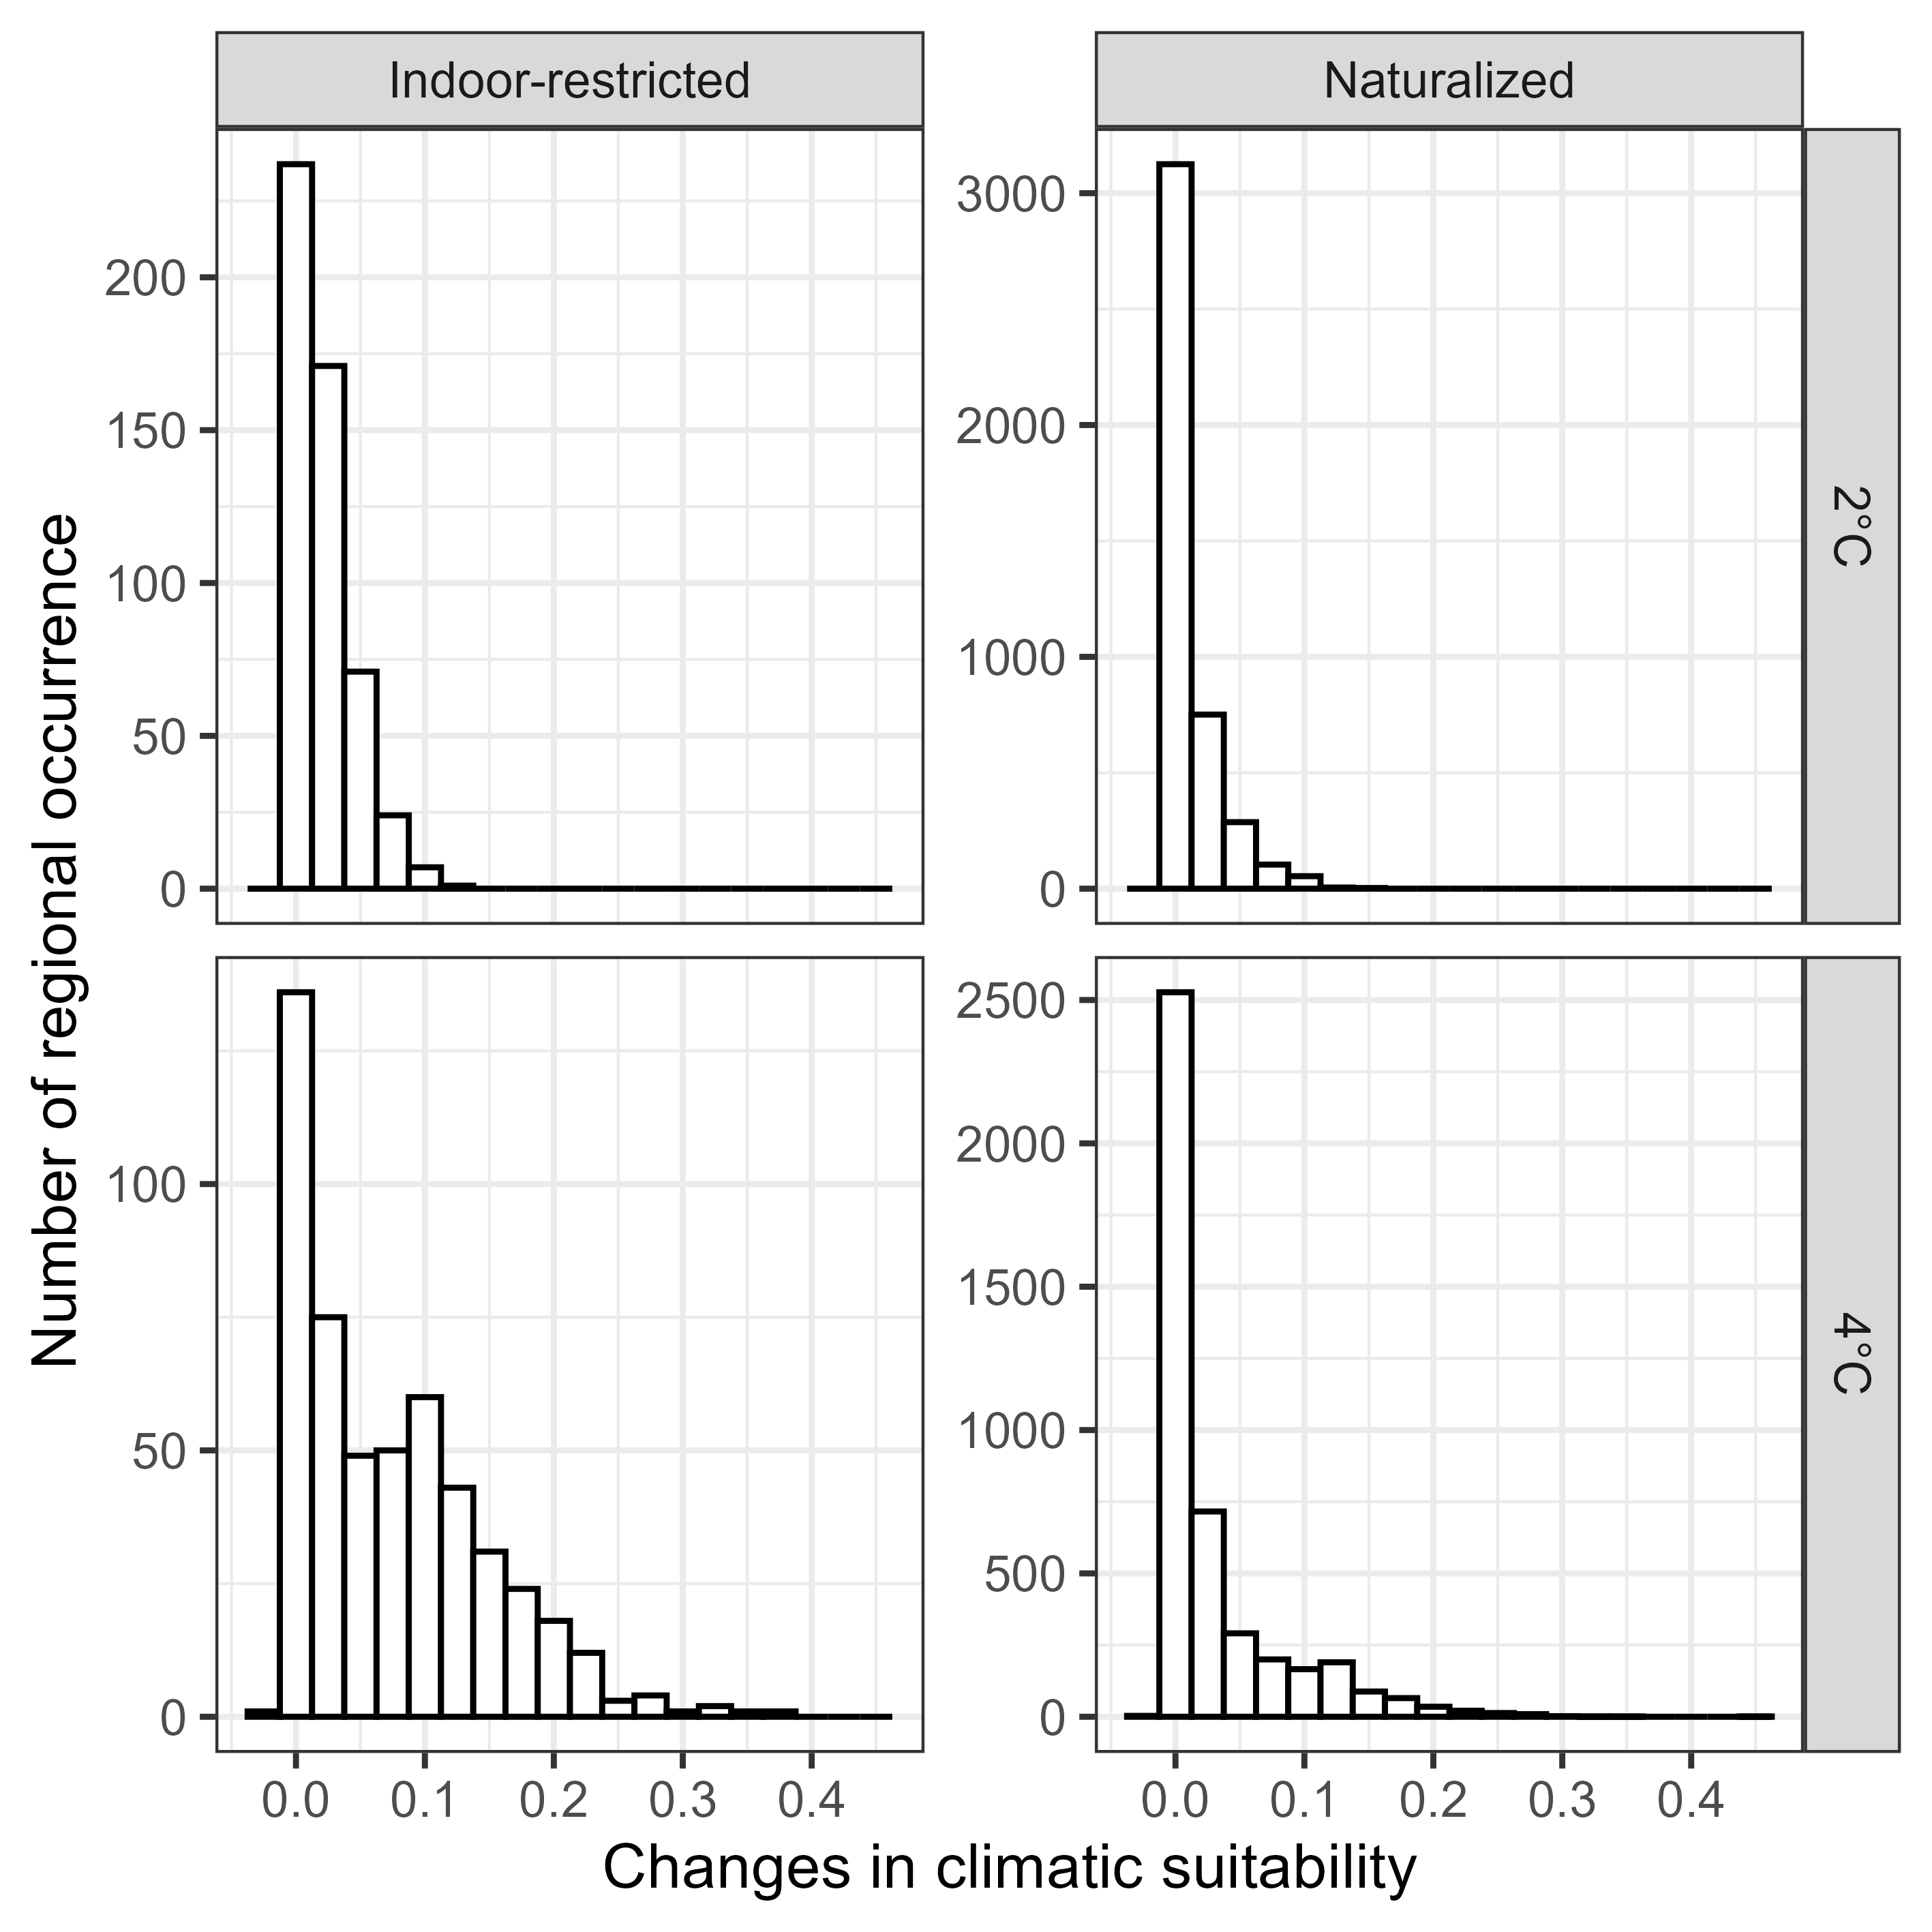 Indoor-restricted
Naturalized
200
150
100
50
0
3000
2000
1000
0
2°C
Number of regional occurrence
100
50
0
2500
2000
1500
1000
500
0
4°C
0.0 0.1 0.2 0.3 0.4
0.0 0.1 0.2 0.3 0.4
Changes in climatic suitability